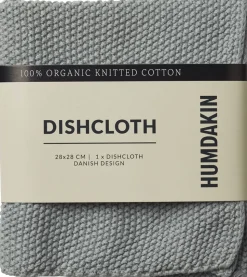 100% ORGANIC KNITTED COTTON
DISHCLOTH
28x28 CM | 1 x DISHCLOTH
DANISH DESIGN
HUMDAKIN